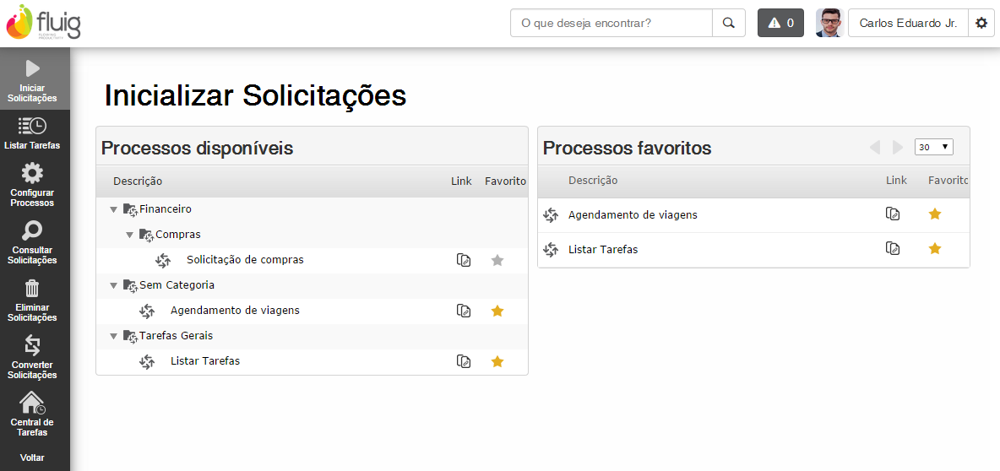 fluig
O que deseja encontrar?
0
Carlos Eduardo Jr.
Iniciar
Solicitações
Listar Tarefas
Configurar
Processos
Consultar
Solicitações
Eliminar
Solicitações
Converter
Solicitações
Central de
Tarefas
Voltar
Inicializar Solicitações
Processos disponíveis
Descrição Link Favorito
Financeiro
Compras
Solicitação de compras
Sem Categoria
Agendamento de viagens
Tarefas Gerais
Listar Tarefas
Processos favoritos
30
Descrição Link Favorito
Agendamento de viagens
Listar Tarefas